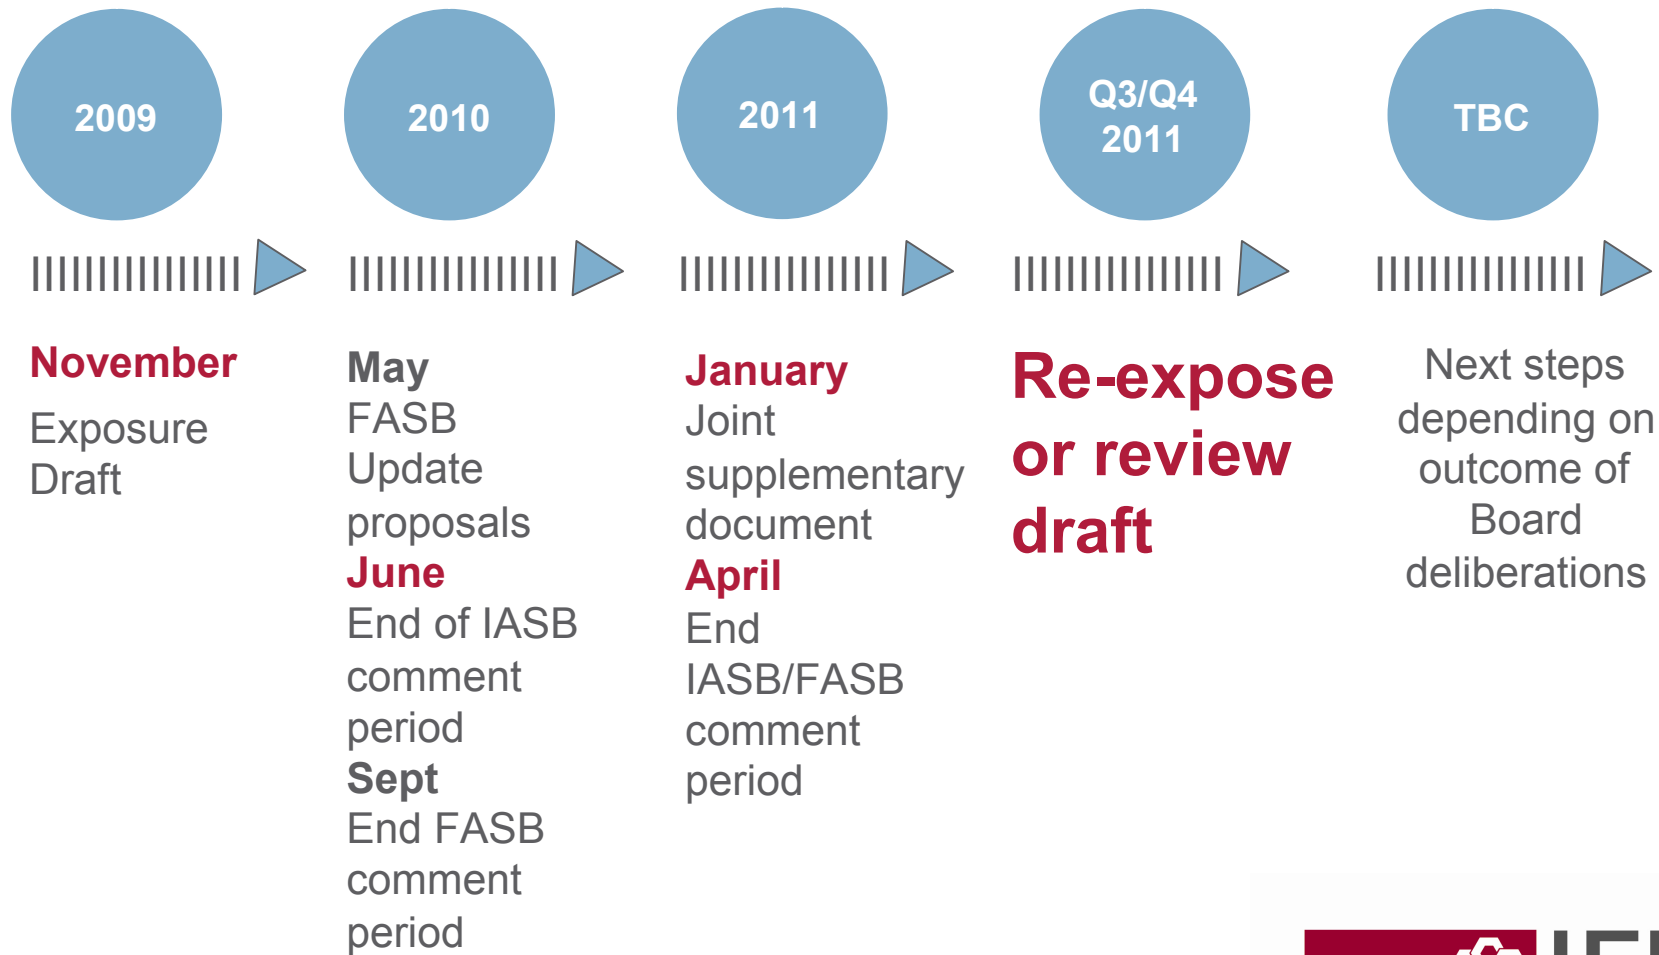 2009
2010
2011
Q3/Q4
2011
TBC
November
Exposure
Draft
May
FASB
Update
proposals
June
End of IASB
comment
period
Sept
End FASB
comment
period
January
Joint
supplementary
document
April
End
IASB/FASB
comment
period
Re-expose
or review
draft
Next steps
depending on
outcome of
Board
deliberations